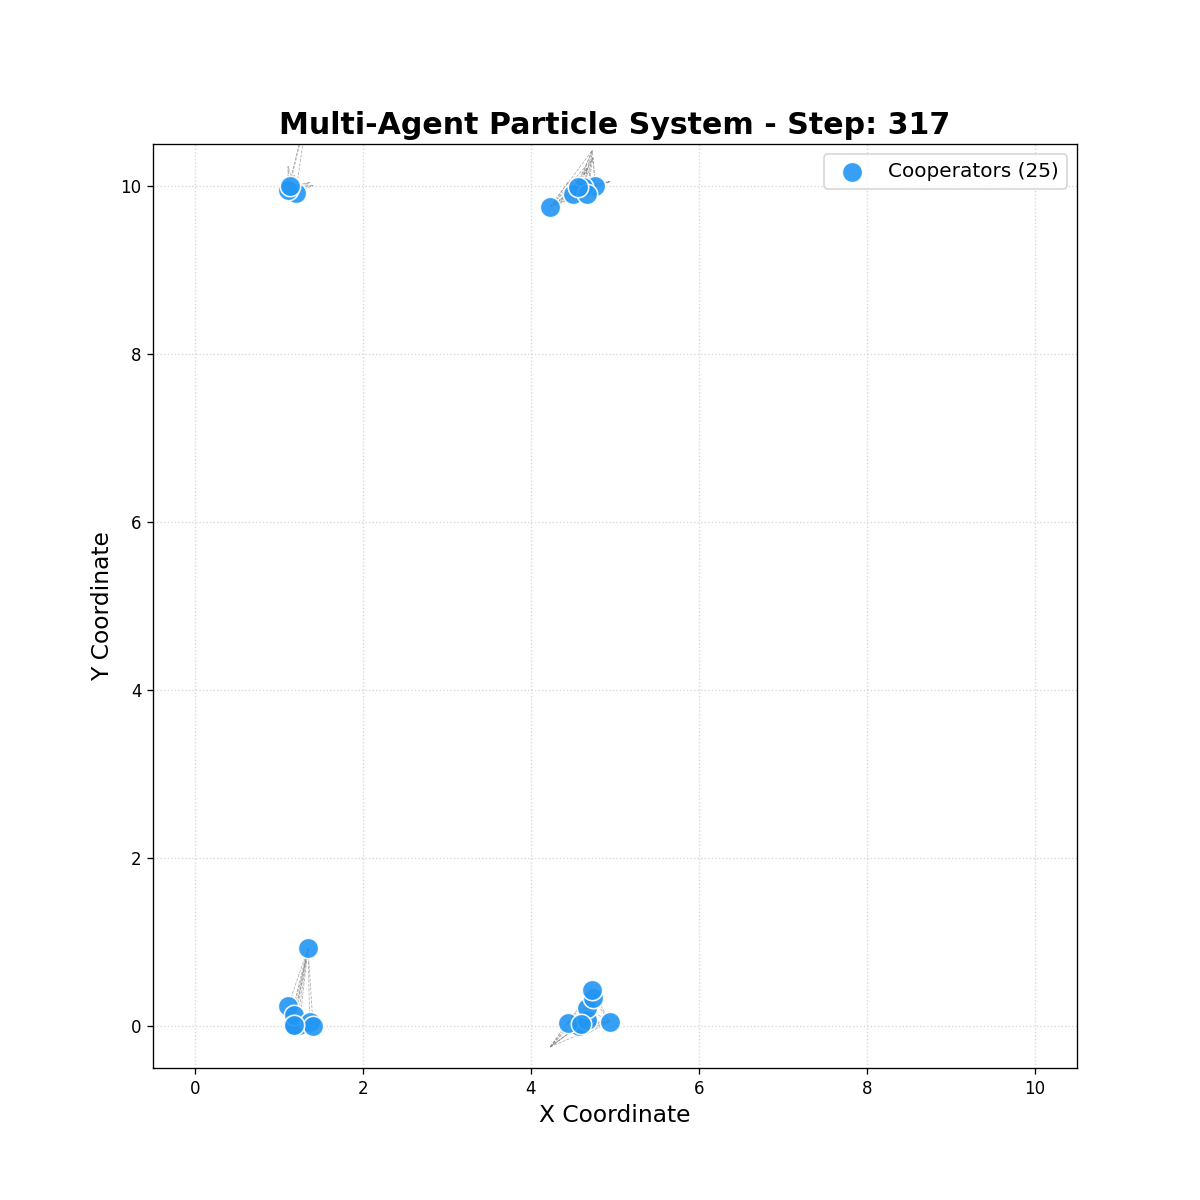 Multi-Agent Particle System - Step: 317
Cooperators (25)
10
8
6
4
2
0
Y Coordinate
0 2 4 6 8 10
X Coordinate